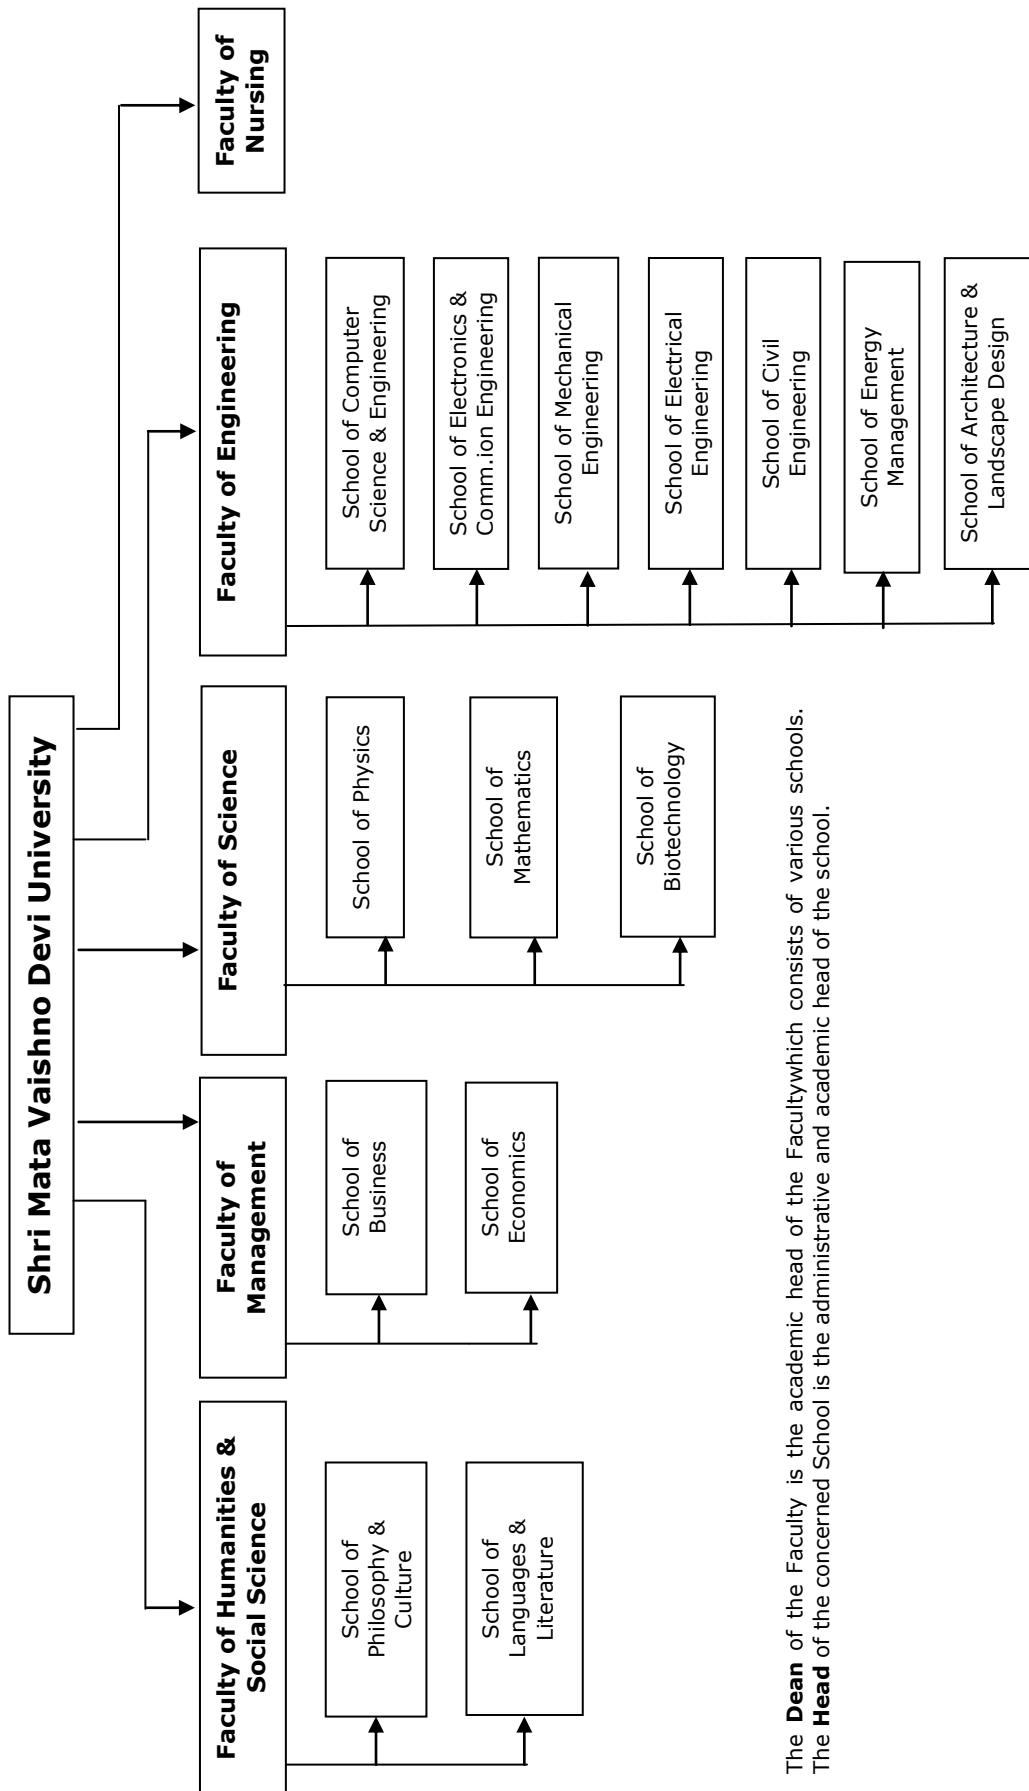 Shri Mata Vaishno Devi University
Faculty of Humanities &
Social Science
School of
Philosophy &
Culture
School of
Languages &
Literature
Faculty of
Management
School of
Business
School of
Economics
Faculty of Science
School of Physics
School of
Mathematics
School of
Biotechnology
Faculty of Engineering
School of Computer
Science & Engineering
School of Electronics &
Comm.ion Engineering
School of Mechanical
Engineering
School of Electrical
Engineering
School of Civil
Engineering
School of Energy
Management
School of Architecture &
Landscape Design
Faculty of
Nursing
The Dean of the Faculty is the academic head of the Facultywhich consists of various schools.
The Head of the concerned School is the administrative and academic head of the school.